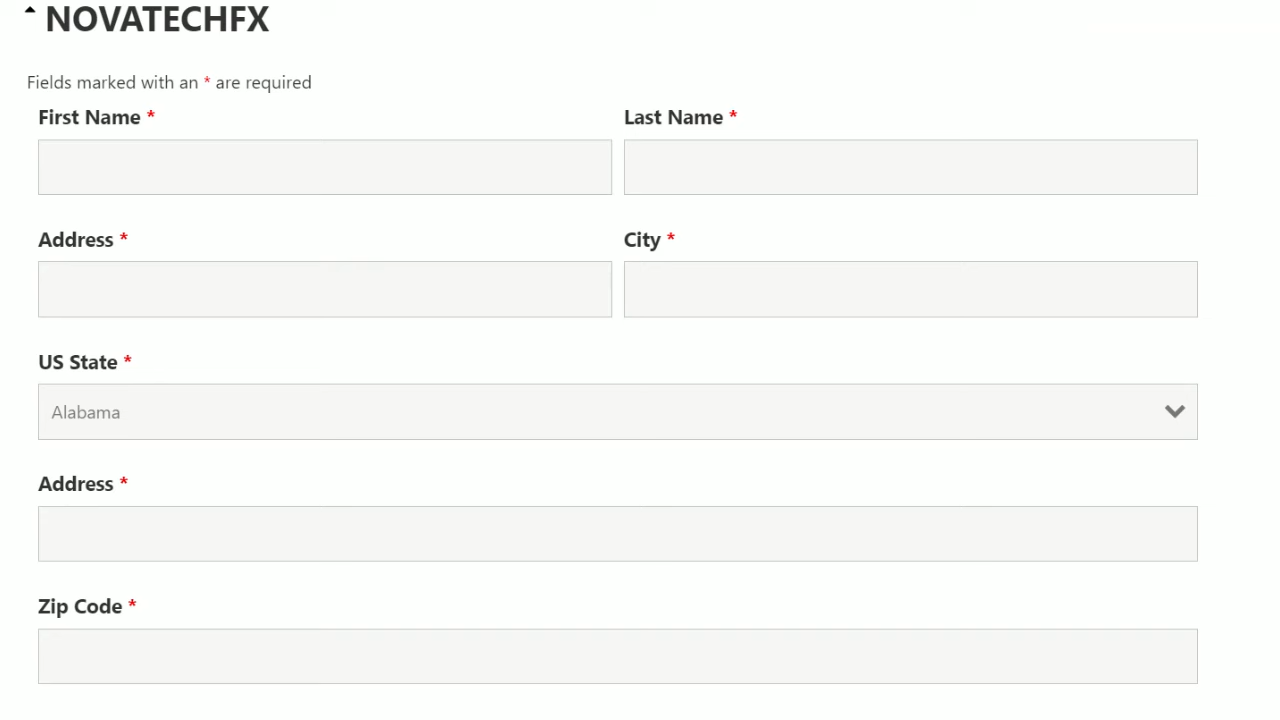 NOVATECHFX
Fields marked with an * are required
First Name * Last Name *
Address * City *
US State *
Alabama
Address *
Zip Code *